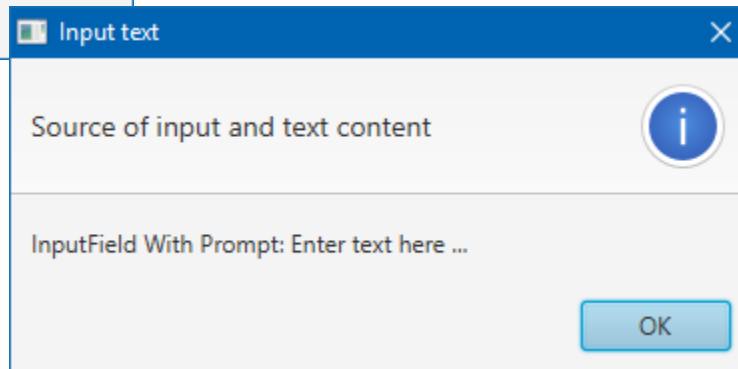 Input text
Source of input and text content
InputField With Prompt: Enter text here ...
OK